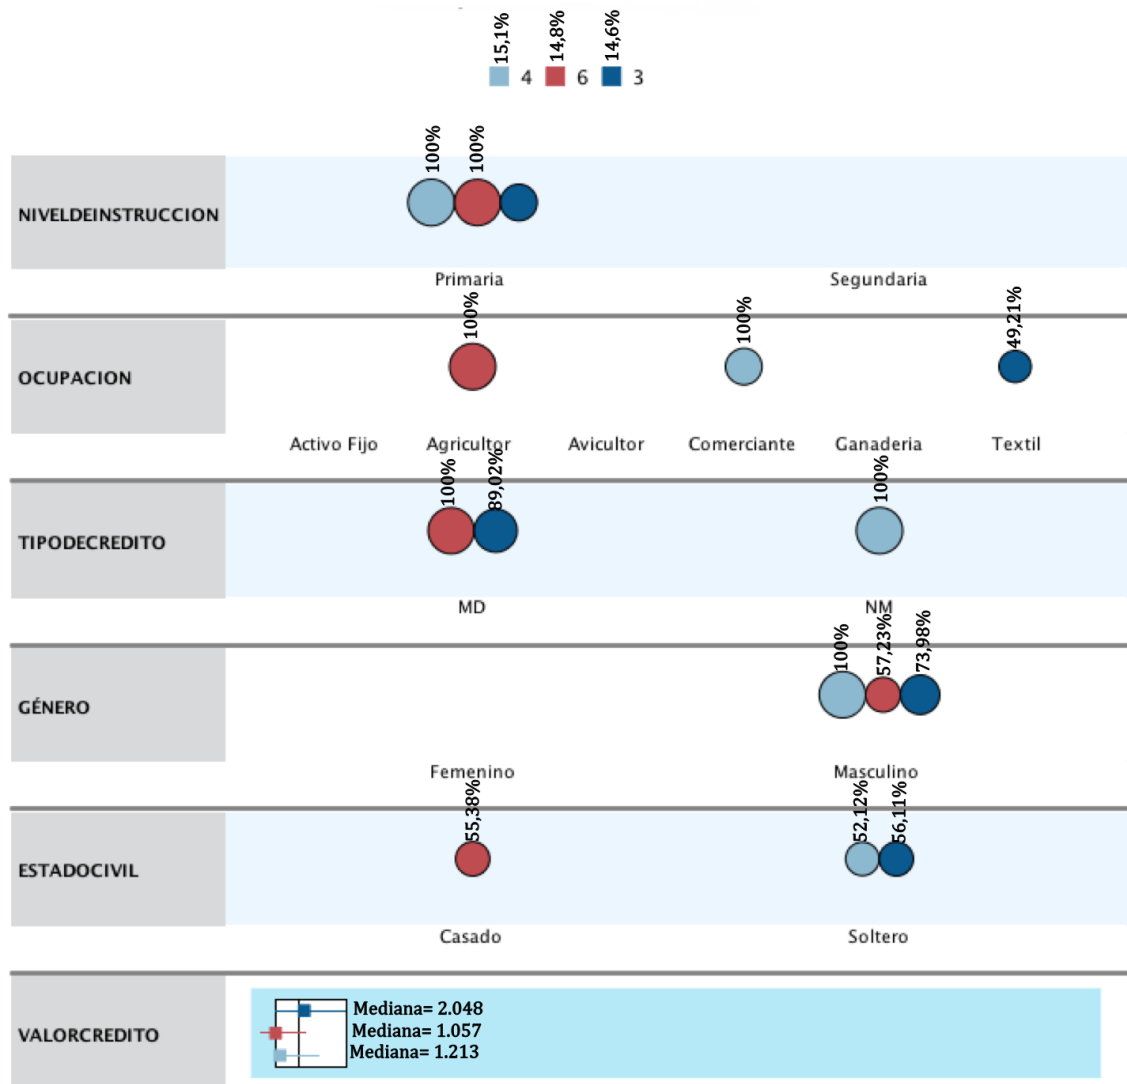 15,1% 14,8% 14,6%
4 6 3
100% 100%
NIVELDEINSTRUCCION
Primaria Segundaria
100% 100% 49,21%
OCUPACION
Activo Fijo Agricultor Avicultor Comerciante Ganaderia Textil
100% 89,02% 100%
TIPODECREDITO
MD NM
100% 57,23% 73,98%
GÉNERO
Femenino Masculino
55,38% 52,12% 56,11%
ESTADOCIVIL
Casado Soltero
Mediana= 2.048
VALORCREDITO
Mediana= 1.057
Mediana= 1.213